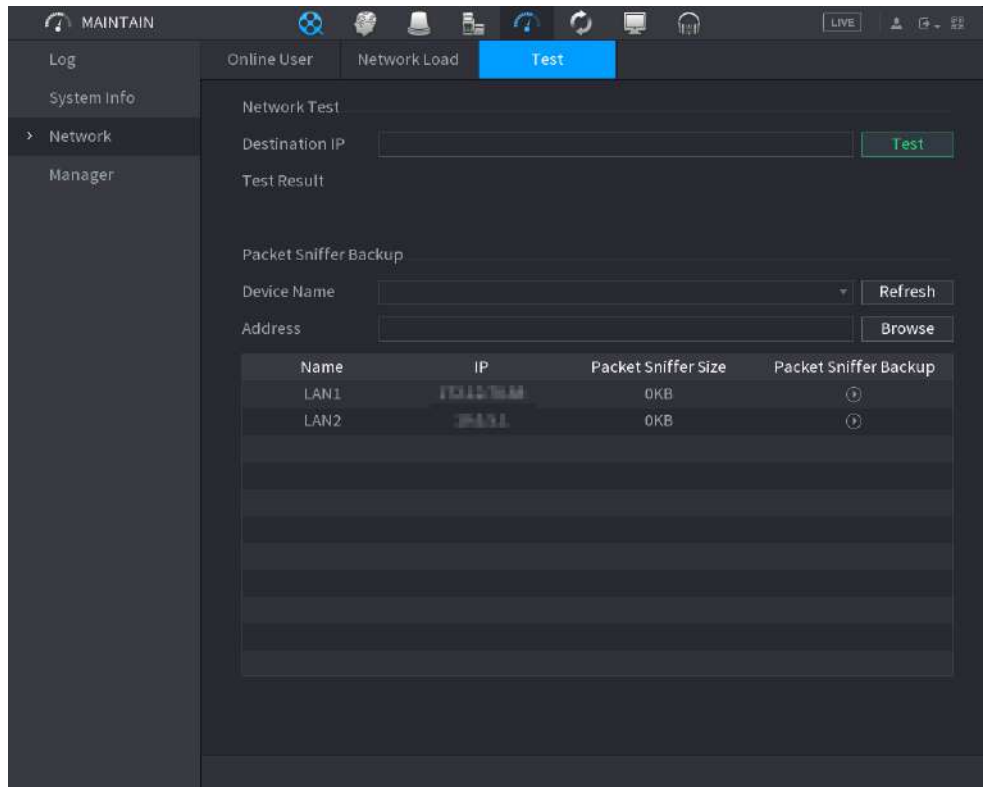 MAINTAIN LIVE
Log
System Info
Network
Manager
Online User Network Load Test
Network Test
Destination IP Test
Test Result
Packet Sniffer Backup
Device Name Refresh
Address Browse
Name IP Packet Sniffer Size Packet Sniffer Backup
LAN1 0KB
LAN2 0KB